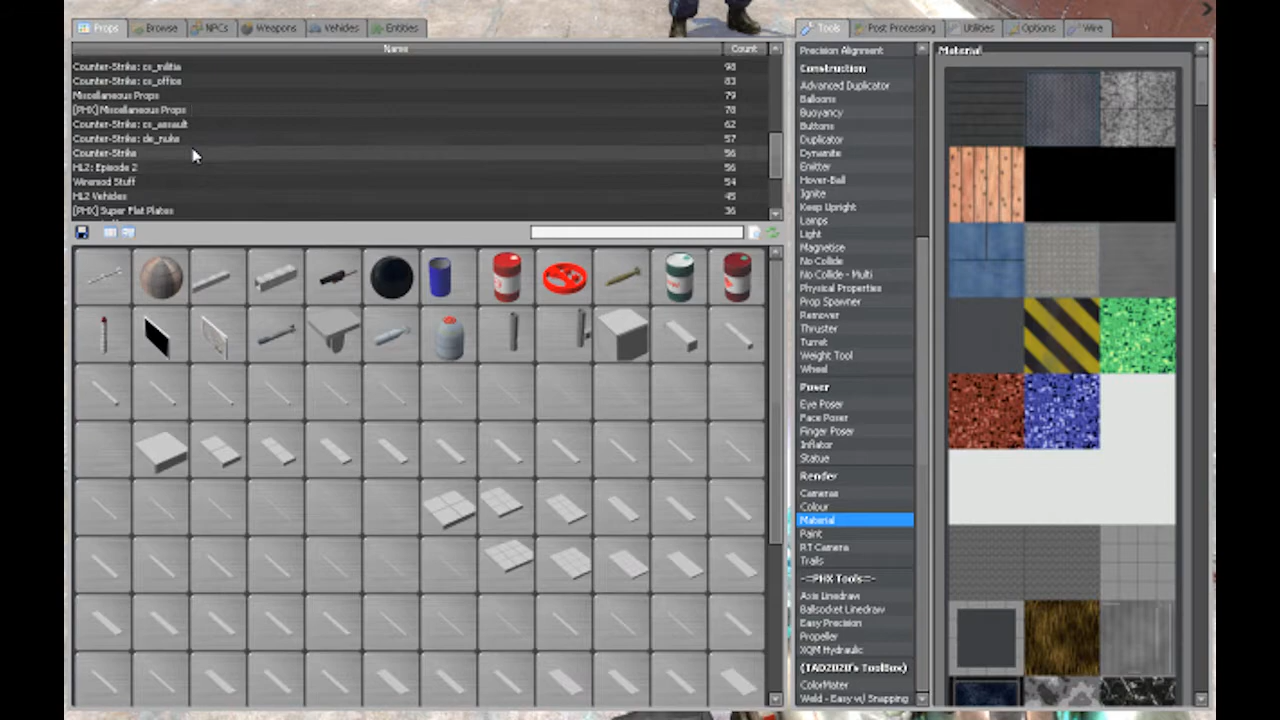 Props Browse NPCs Weapons Vehicles Entities
Name Count
Counter-Strike: cs_militia 98
Counter-Strike: cs_office 83
Miscellaneous Props 79
[PHX] Miscellaneous Props 78
Counter-Strike: cs_assault 62
Counter-Strike: de_nuke 57
Counter-Strike 56
HL2: Episode 2 56
Wiremod Stuff 54
HL2 Vehicles 45
[PHX] Super Flat Plates 36
Tools Post Processing Utilities Options Wire
Precision Alignment
Construction
Advanced Duplicator
Balloons
Buoyancy
Buttons
Duplicator
Dynamite
Emitter
Hover-Ball
Ignite
Keep Upright
Lamps
Light
Magnetise
No Collide
No Collide - Multi
Physical Properties
Prop Spawner
Remover
Thruster
Turret
Weight Tool
Wheel
Poser
Eye Poser
Face Poser
Finger Poser
Inflator
Statue
Render
Cameras
Colour
Material
Paint
RT Camera
Trails
-=PHX Tools=-
Axis Linedraw
Ballsocket Linedraw
Easy Precision
Propeller
XQM Hydraulic
(TAD2020's ToolBox)
ColorMater
Weld - Easy w/ Snapping
Material